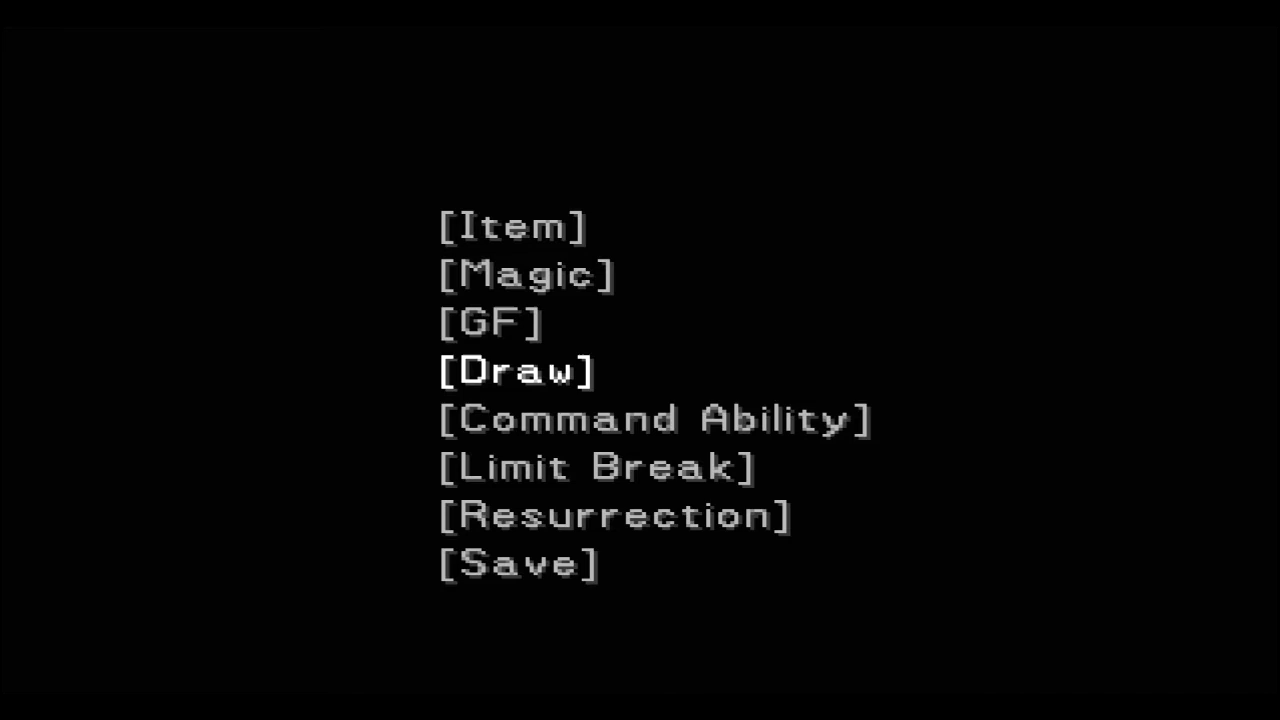 [Item]
[Magic]
[GF]
[Draw]
[Command Ability]
[Limit Break]
[Resurrection]
[Save]